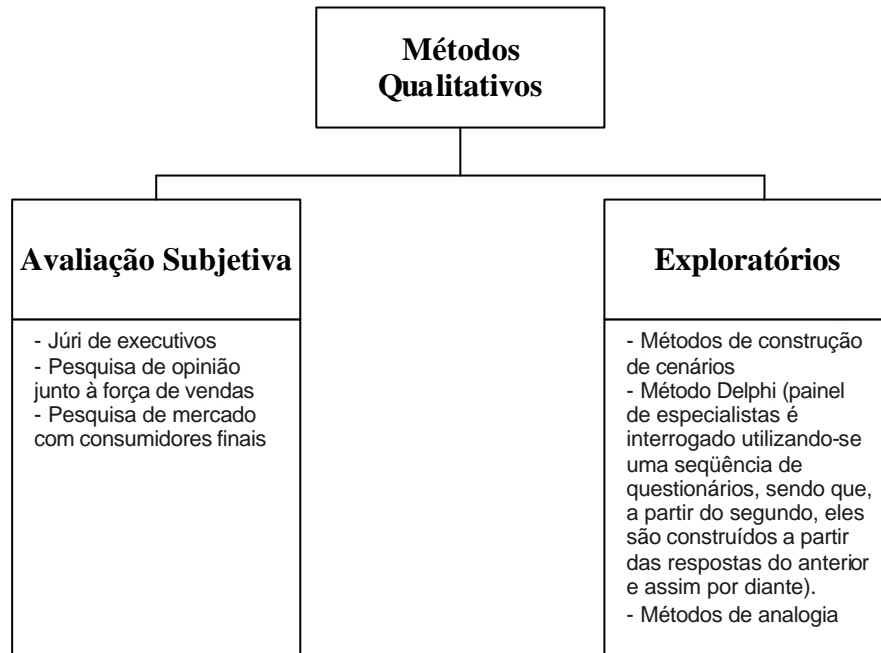 Métodos
Qualitativos
Avaliação Subjetiva
- Júri de executivos
- Pesquisa de opinião
junto à força de vendas
- Pesquisa de mercado
com consumidores finais
Exploratórios
- Métodos de construção
de cenários
- Método Delphi (painel
de especialistas é
interrogado utilizando-se
uma seqüência de
questionários, sendo que,
a partir do segundo, eles
são construídos a partir
das respostas do anterior
e assim por diante).
- Métodos de analogia